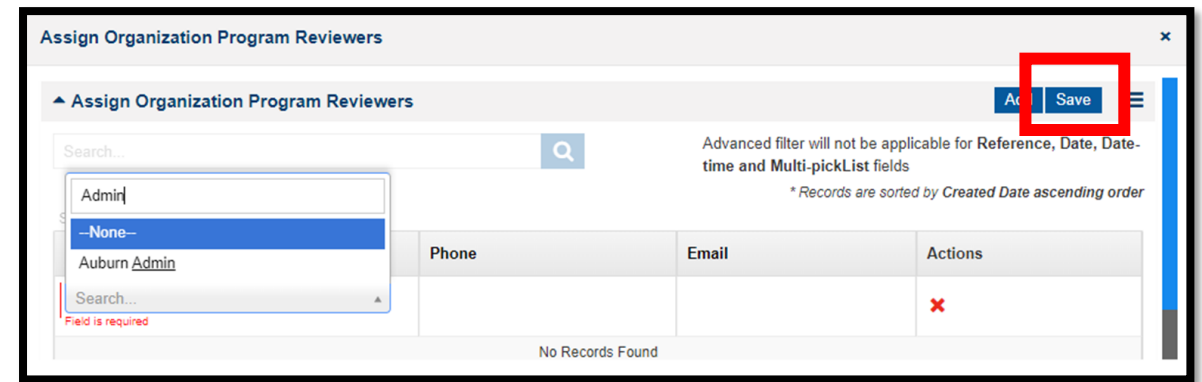 Assign Organization Program Reviewers ×
Assign Organization Program Reviewers
Save
Search...
Advanced filter will not be applicable for Reference, Date, Date-
time and Multi-pickList fields
* Records are sorted by Created Date ascending order
Admin
--None--
Auburn Admin
Phone Email Actions
Search...
Field is required
No Records Found